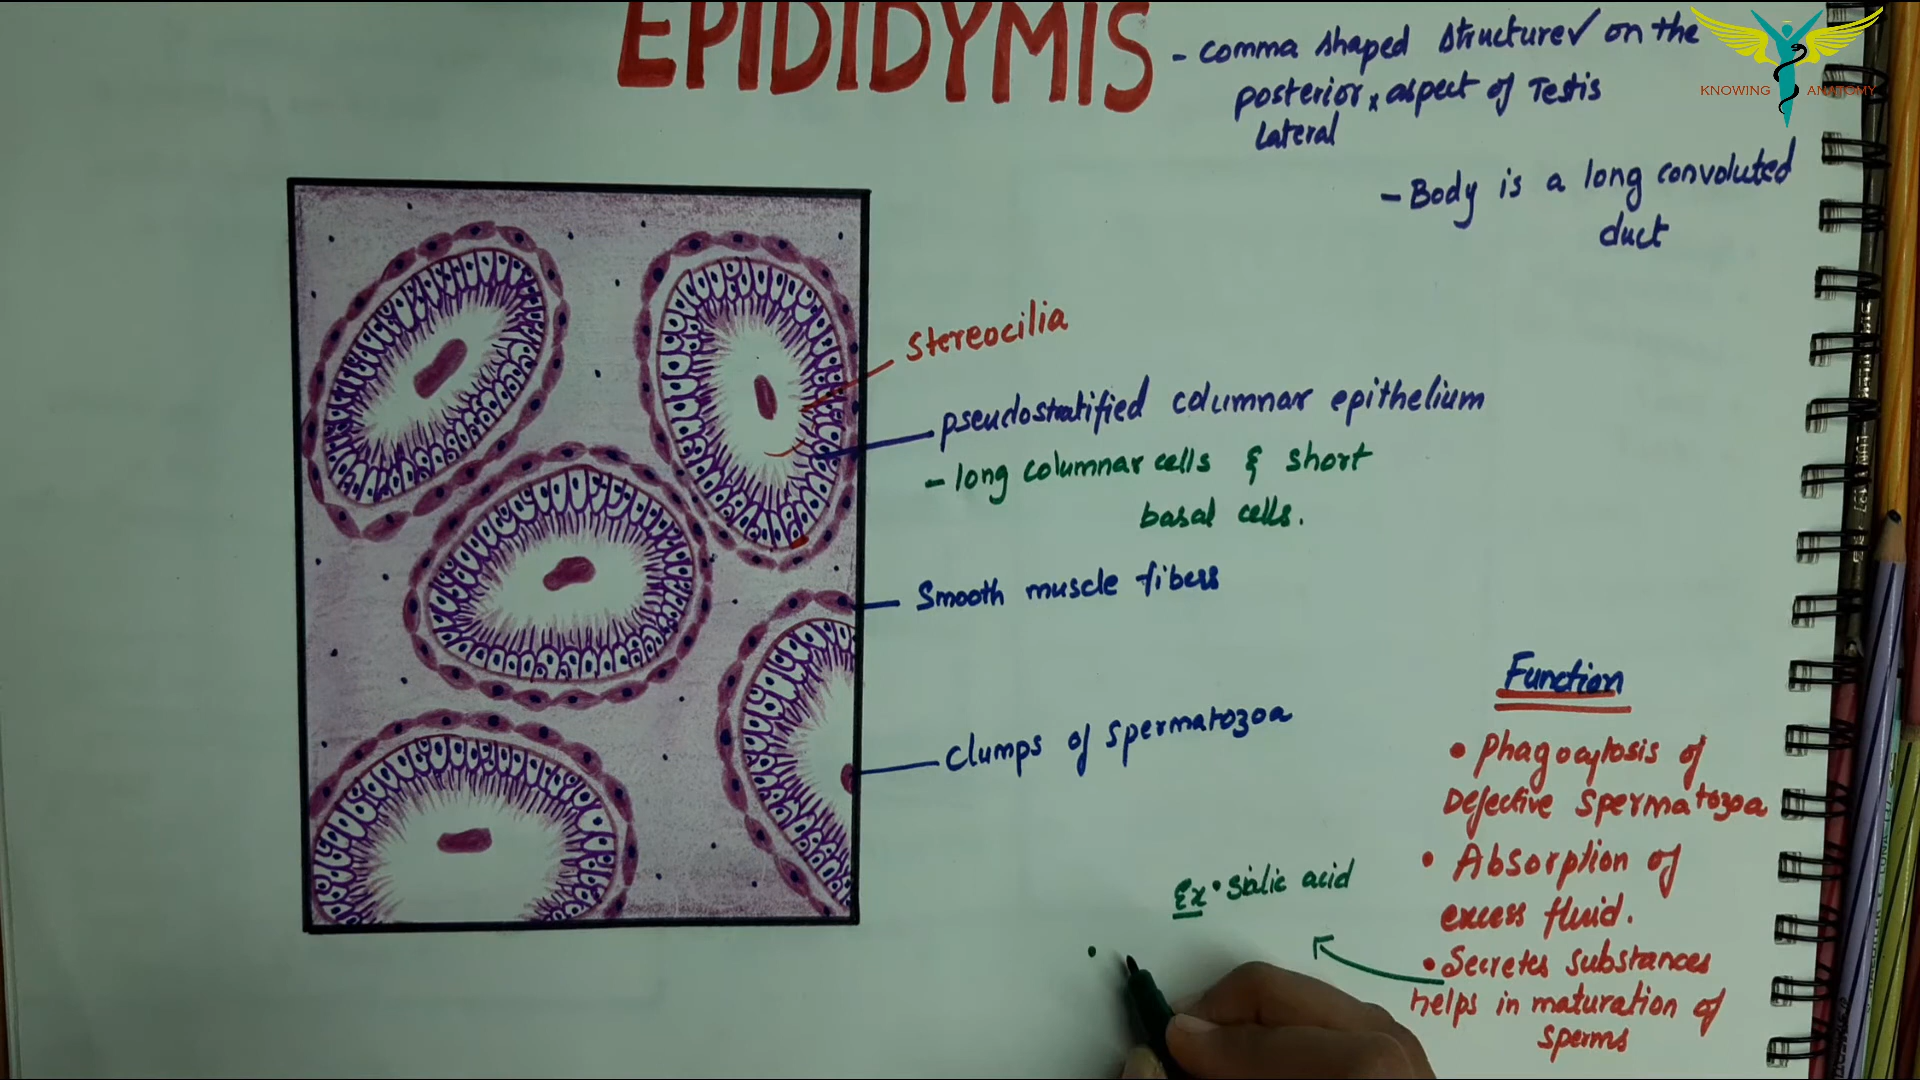 EPIDIDYMIS
- comma shaped structure on the
posterior x aspect of Testis
Lateral
KNOWING ANATOMY
- Body is a long convoluted
duct
stereocilia
pseudostratified columnar epithelium
- long columnar cells & short
basal cells.
Smooth muscle fibers
clumps of spermatozoa
Function
• phagocytosis of
Defective spermatozoa
• Absorption of
excess fluid.
• Secretes substances
helps in maturation of
sperms
Ex • Sialic acid
•